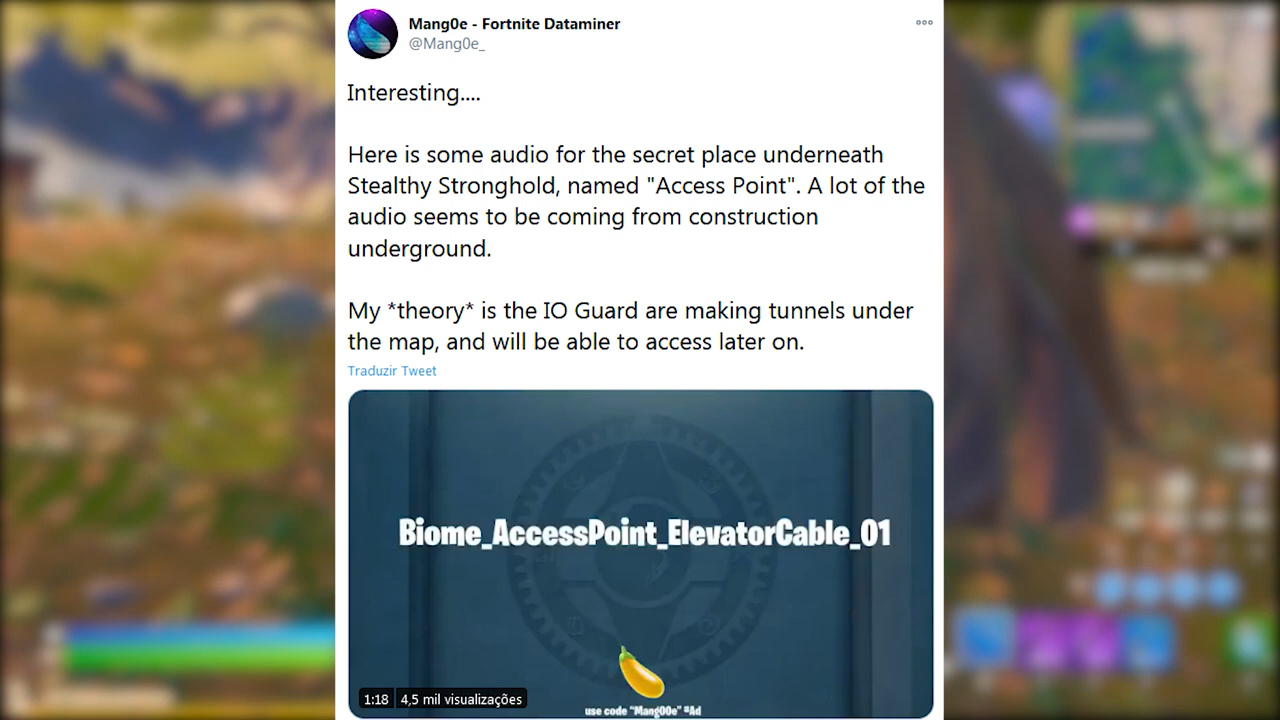 Mang0e - Fortnite Dataminer
@Mang0e_
Interesting....
Here is some audio for the secret place underneath
Stealthy Stronghold, named "Access Point". A lot of the
audio seems to be coming from construction
underground.
My *theory* is the IO Guard are making tunnels under
the map, and will be able to access later on.
Traduzir Tweet
Biome_AccessPoint_ElevatorCable_01
1:18 4,5 mil visualizações
use code "Mang00e" #Ad